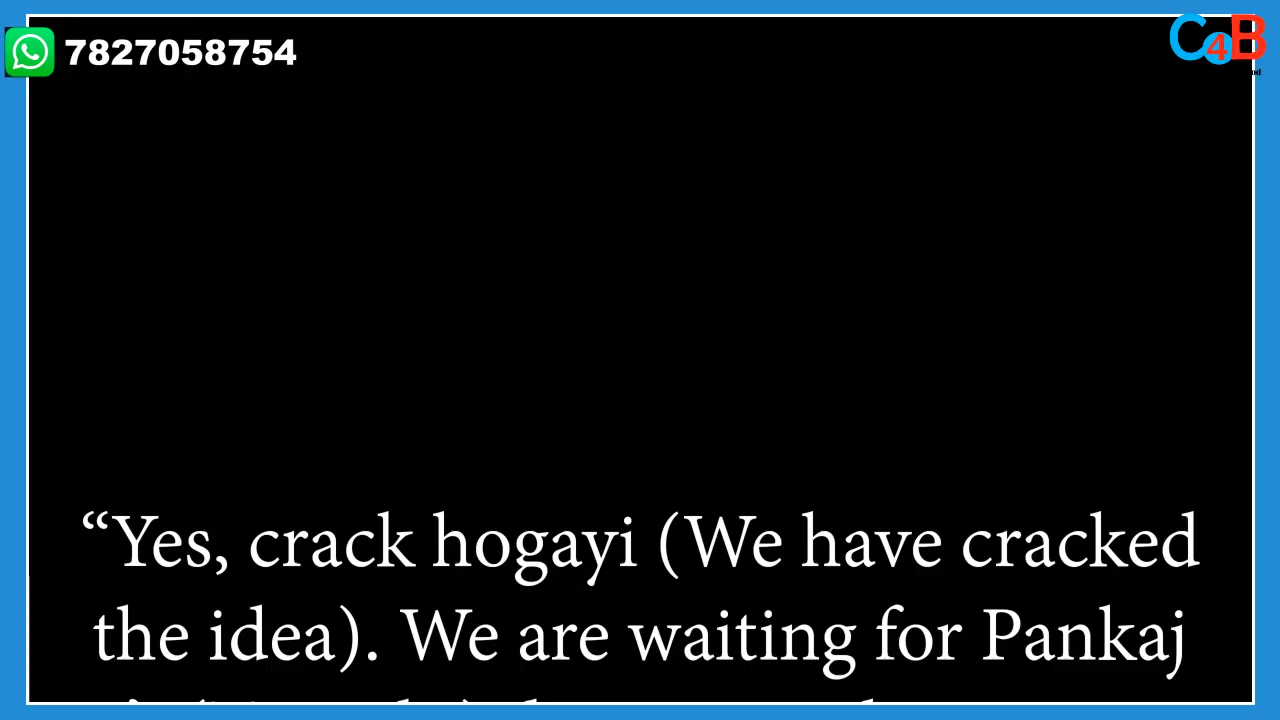 7827058754
C4B
“Yes, crack hogayi (We have cracked
the idea). We are waiting for Pankaj